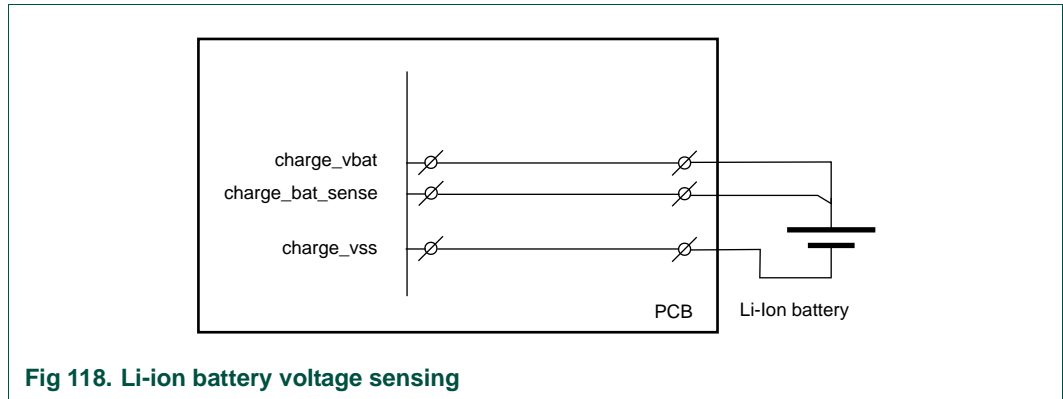 charge_vbat
charge_bat_sense
charge_vss
PCB
Li-Ion battery
Fig 118. Li-ion battery voltage sensing